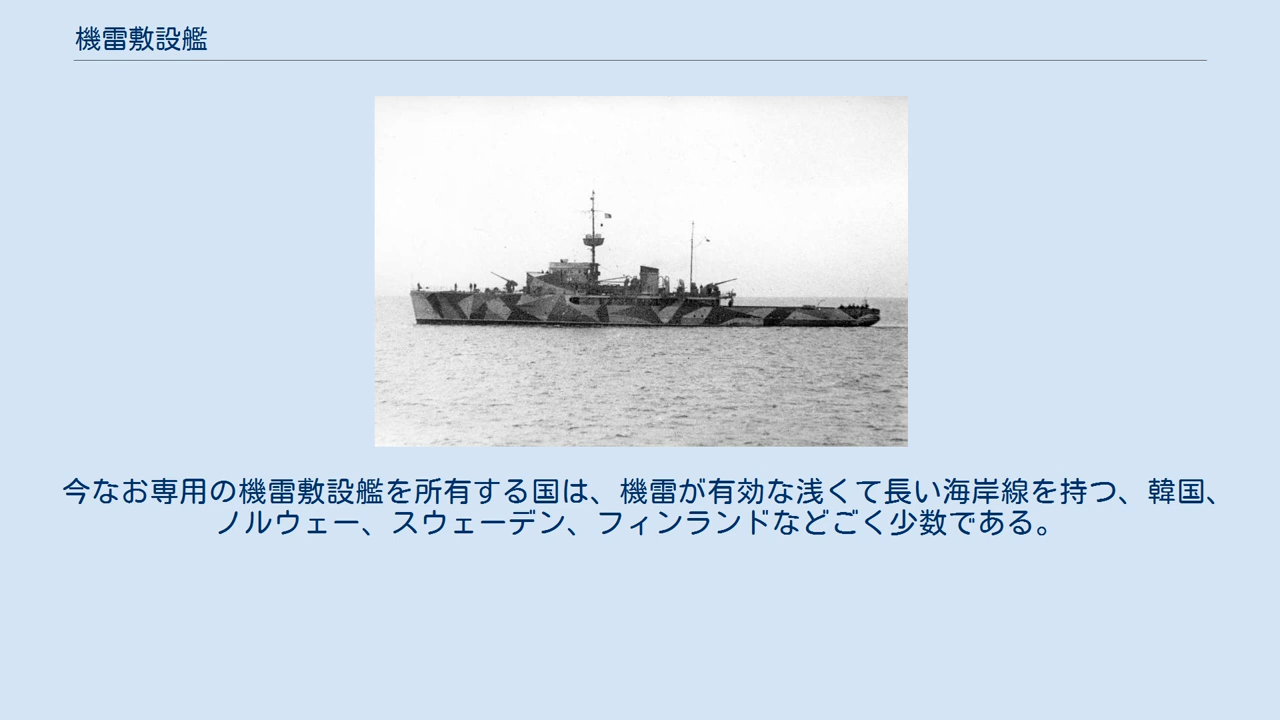 機雷敷設艦
今なお専用の機雷敷設艦を所有する国は、機雷が有効な浅くて長い海岸線を持つ、韓国、
ノルウェー、スウェーデン、フィンランドなどごく少数である。